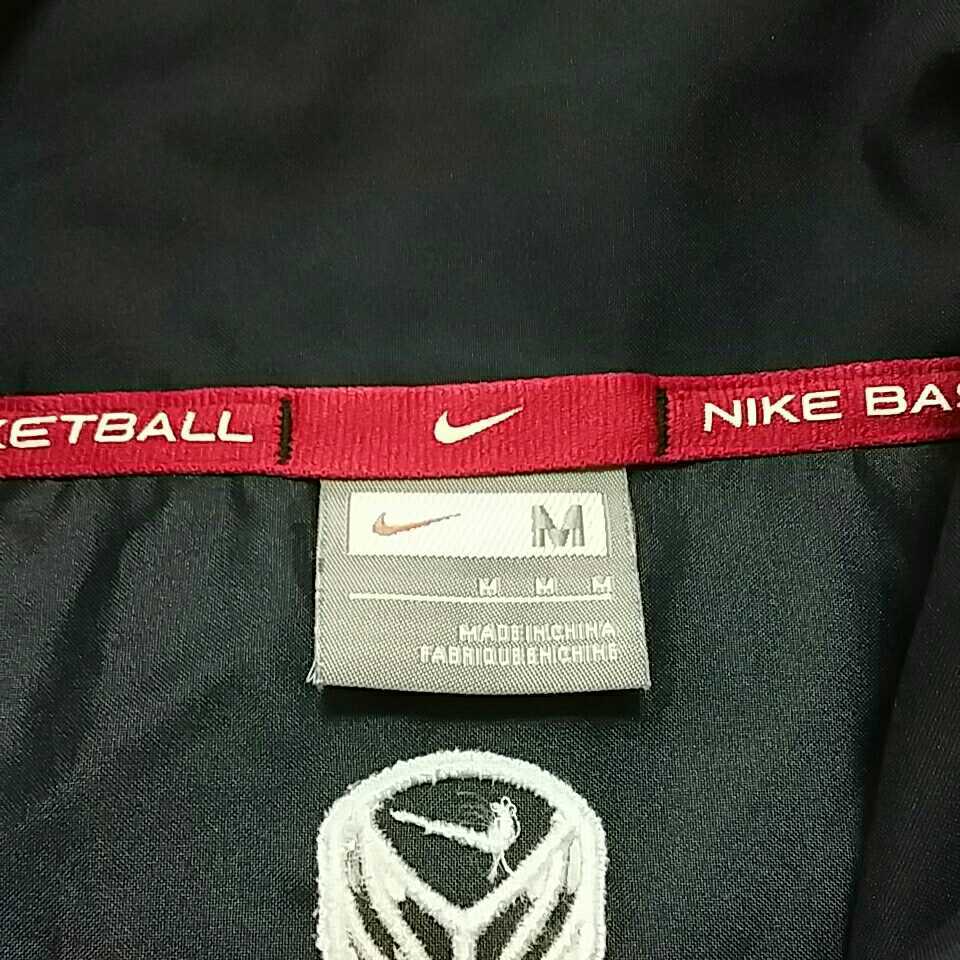 KETBALL
NIKE BAS
M
M M M
MADE IN CHINA
FABRIQUE EN CHINE